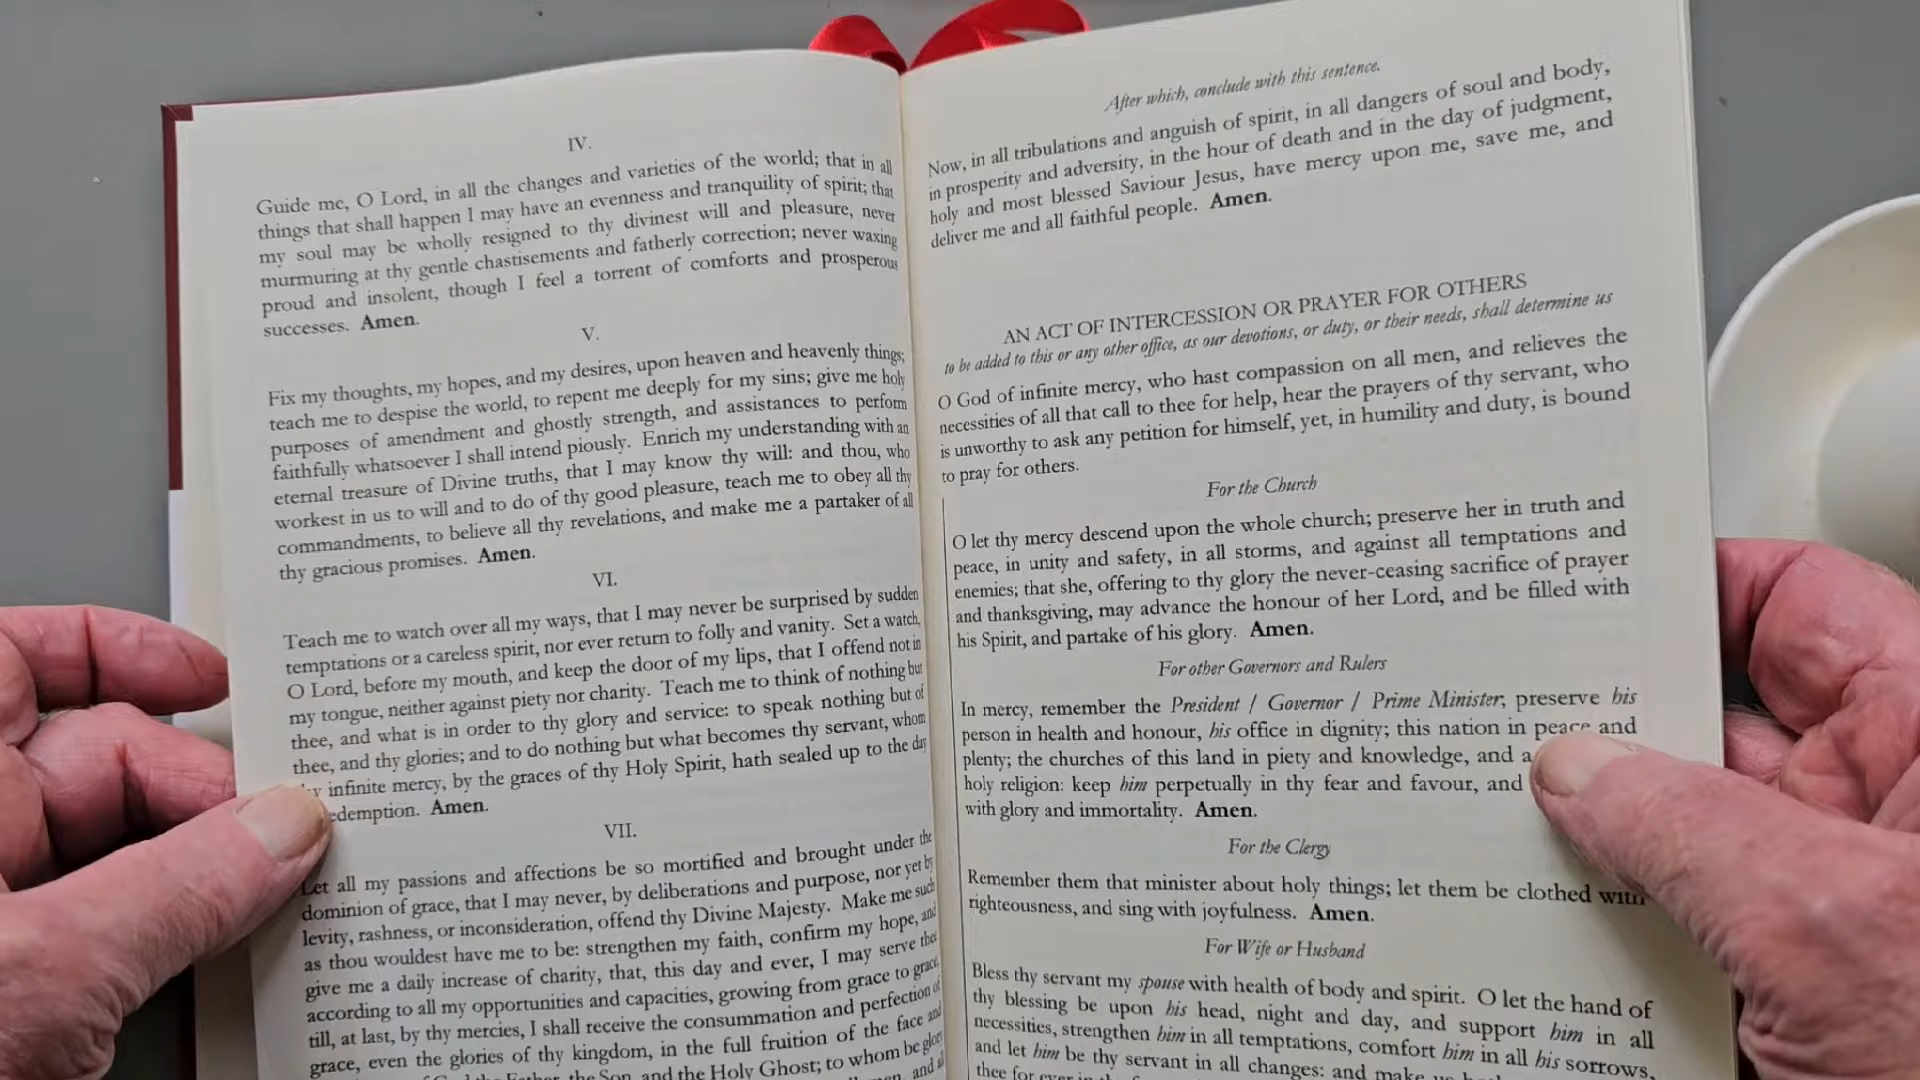 IV.
Guide me, O Lord, in all the changes and varieties of the world; that in all
things that shall happen I may have an evenness and tranquility of spirit; that
my soul may be wholly resigned to thy divinest will and pleasure, never
murmuring at thy gentle chastisements and fatherly correction; never waxing
proud and insolent, though I feel a torrent of comforts and prosperous
successes. Amen.
V.
Fix my thoughts, my hopes, and my desires, upon heaven and heavenly things;
teach me to despise the world, to repent me deeply for my sins; give me holy
purposes of amendment and ghostly strength, and assistances to perform
faithfully whatsoever I shall intend piously. Enrich my understanding with an
eternal treasure of Divine truths, that I may know thy will: and thou, who
workest in us to will and to do of thy good pleasure, teach me to obey all thy
commandments, to believe all thy revelations, and make me a partaker of all
thy gracious promises. Amen.
VI.
Teach me to watch over all my ways, that I may never be surprised by sudden
temptations or a careless spirit, nor ever return to folly and vanity. Set a watch,
O Lord, before my mouth, and keep the door of my lips, that I offend not in
my tongue, neither against piety nor charity. Teach me to think of nothing but
thee, and what is in order to thy glory and service: to speak nothing but of
thee, and thy glories; and to do nothing but what becomes thy servant, whom
infinite mercy, by the graces of thy Holy Spirit, hath sealed up to the day
edemption. Amen.
VII.
Let all my passions and affections be so mortified and brought under the
dominion of grace, that I may never, by deliberations and purpose, nor yet by
levity, rashness, or inconsideration, offend thy Divine Majesty. Make me such
as thou wouldest have me to be: strengthen my faith, confirm my hope, and
give me a daily increase of charity, that, this day and ever, I may serve thee
according to all my opportunities and capacities, growing from grace to grace,
till, at last, by thy mercies, I shall receive the consummation and perfection of
grace, even the glories of thy kingdom, in the full fruition of the face and
the Father, the Son, and the Holy Ghost; to whom be glory
and all
After which, conclude with this sentence.
Now, in all tribulations and anguish of spirit, in all dangers of soul and body,
in prosperity and adversity, in the hour of death and in the day of judgment,
holy and most blessed Saviour Jesus, have mercy upon me, save me, and
deliver me and all faithful people. Amen.
AN ACT OF INTERCESSION OR PRAYER FOR OTHERS
to be added to this or any other office, as our devotions, or duty, or their needs, shall determine us
O God of infinite mercy, who hast compassion on all men, and relieves the
necessities of all that call to thee for help, hear the prayers of thy servant, who
is unworthy to ask any petition for himself, yet, in humility and duty, is bound
to pray for others.
For the Church
O let thy mercy descend upon the whole church; preserve her in truth and
peace, in unity and safety, in all storms, and against all temptations and
enemies; that she, offering to thy glory the never-ceasing sacrifice of prayer
and thanksgiving, may advance the honour of her Lord, and be filled with
his Spirit, and partake of his glory. Amen.
For other Governors and Rulers
In mercy, remember the President / Governor / Prime Minister; preserve his
person in health and honour, his office in dignity; this nation in peace and
plenty; the churches of this land in piety and knowledge, and a
holy religion: keep him perpetually in thy fear and favour, and
with glory and immortality. Amen.
For the Clergy
Remember them that minister about holy things; let them be clothed with
righteousness, and sing with joyfulness. Amen.
For Wife or Husband
Bless thy servant my spouse with health of body and spirit. O let the hand of
thy blessing be upon his head, night and day, and support him in all
necessities, strengthen him in all temptations, comfort him in all his sorrows,
and let him be thy servant in all changes: and make us
thee for ever in the